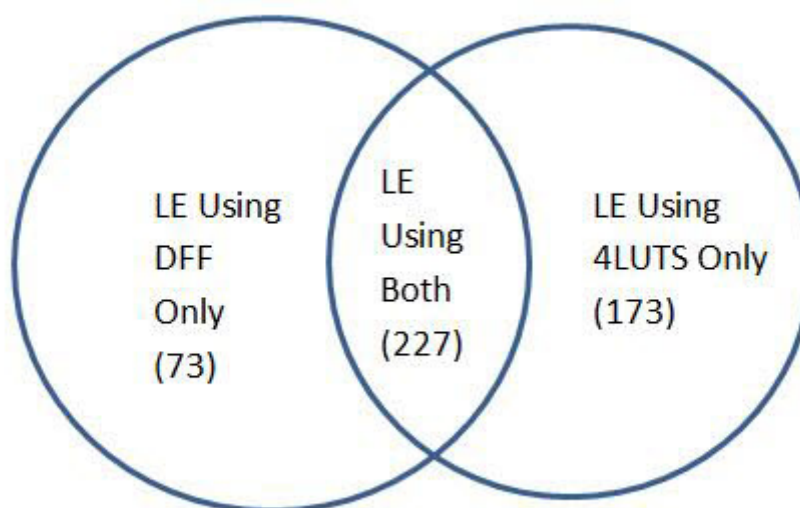 LE Using
DFF
Only
(73)
LE
Using
Both
(227)
LE Using
4LUTS Only
(173)